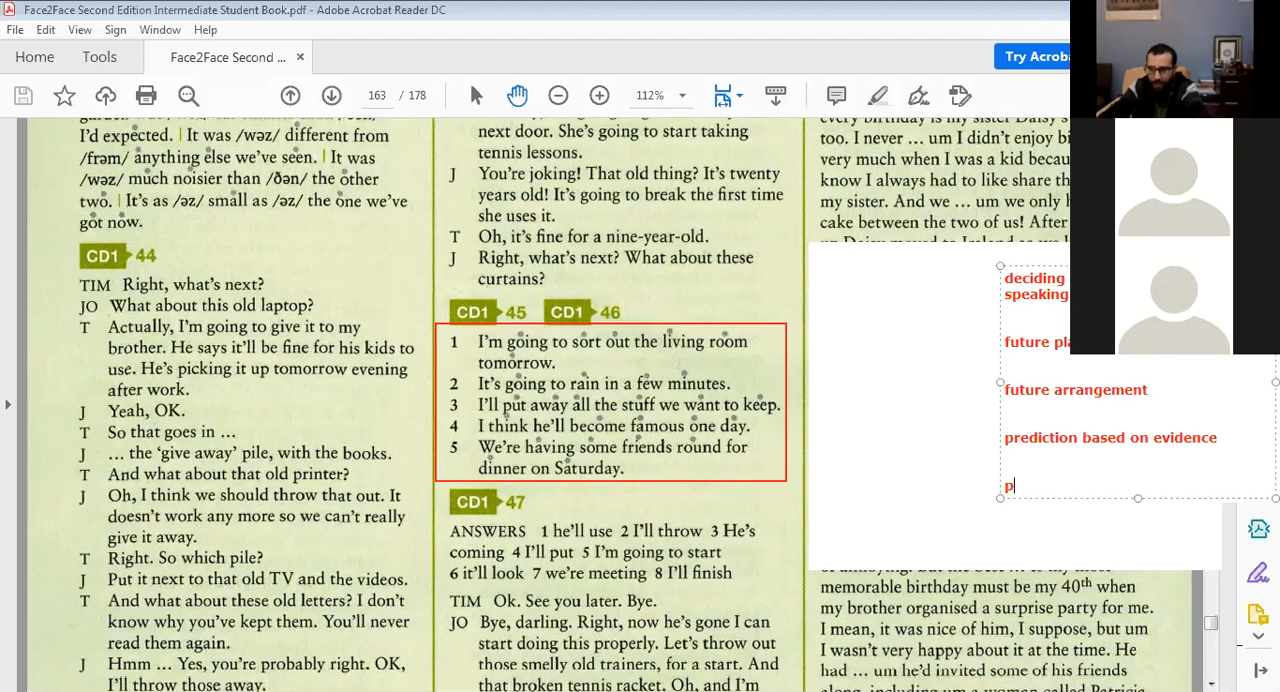 Face2Face Second Edition Intermediate Student Book.pdf - Adobe Acrobat Reader DC
File Edit View Sign Window Help
Home Tools Face2Face Second ... × Try Acroba
163 / 178 112%
I'd expected. | It was /wəz/ different from
/frəm/ anything else we've seen. | It was
/wəz/ much noisier than /ðən/ the other
two. | It's as /əz/ small as /əz/ the one we've
got now.
CD1 44
TIM Right, what's next?
JO What about this old laptop?
T Actually, I'm going to give it to my
brother. He says it'll be fine for his kids to
use. He's picking it up tomorrow evening
after work.
J Yeah, OK.
T So that goes in ...
J ... the 'give away' pile, with the books.
T And what about that old printer?
J Oh, I think we should throw that out. It
doesn't work any more so we can't really
give it away.
T Right. So which pile?
J Put it next to that old TV and the videos.
T And what about these old letters? I don't
know why you've kept them. You'll never
read them again.
J Hmm ... Yes, you're probably right. OK,
I'll throw those away.
next door. She's going to start taking
tennis lessons.
J You're joking! That old thing? It's twenty
years old! It's going to break the first time
she uses it.
T Oh, it's fine for a nine-year-old.
J Right, what's next? What about these
curtains?
CD1 45 CD1 46
1 I'm going to sort out the living room
tomorrow.
2 It's going to rain in a few minutes.
3 I'll put away all the stuff we want to keep.
4 I think he'll become famous one day.
5 We're having some friends round for
dinner on Saturday.
CD1 47
ANSWERS 1 he'll use 2 I'll throw 3 He's
coming 4 I'll put 5 I'm going to start
6 it'll look 7 we're meeting 8 I'll finish
TIM Ok. See you later. Bye.
JO Bye, darling. Right, now he's gone I can
start doing this properly. Let's throw out
those smelly old trainers, for a start. And
that broken tennis racket. Oh, and I'm
every birthday is my sister Daisy's
too. I never ... um I didn't enjoy bi
very much when I was a kid becau
know I always had to like share th
my sister. And we ... um we only h
cake between the two of us! After
deciding
speaking
future pla
future arrangement
prediction based on evidence
p
memorable birthday must be my 40th when
my brother organised a surprise party for me.
I mean, it was nice of him, I suppose, but um
I wasn't very happy about it at the time. He
had ... um he'd invited some of his friends
along, including um a woman called Patricia